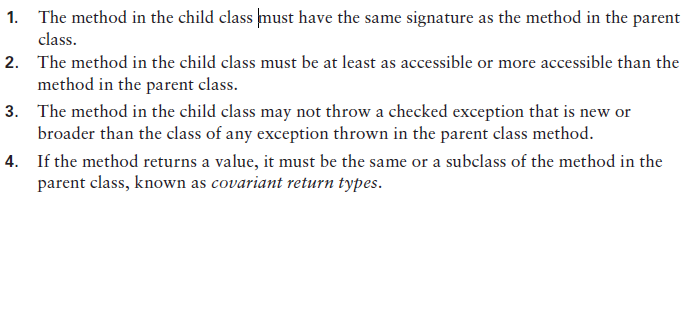 1. The method in the child class must have the same signature as the method in the parent
class.
2. The method in the child class must be at least as accessible or more accessible than the
method in the parent class.
3. The method in the child class may not throw a checked exception that is new or
broader than the class of any exception thrown in the parent class method.
4. If the method returns a value, it must be the same or a subclass of the method in the
parent class, known as covariant return types.